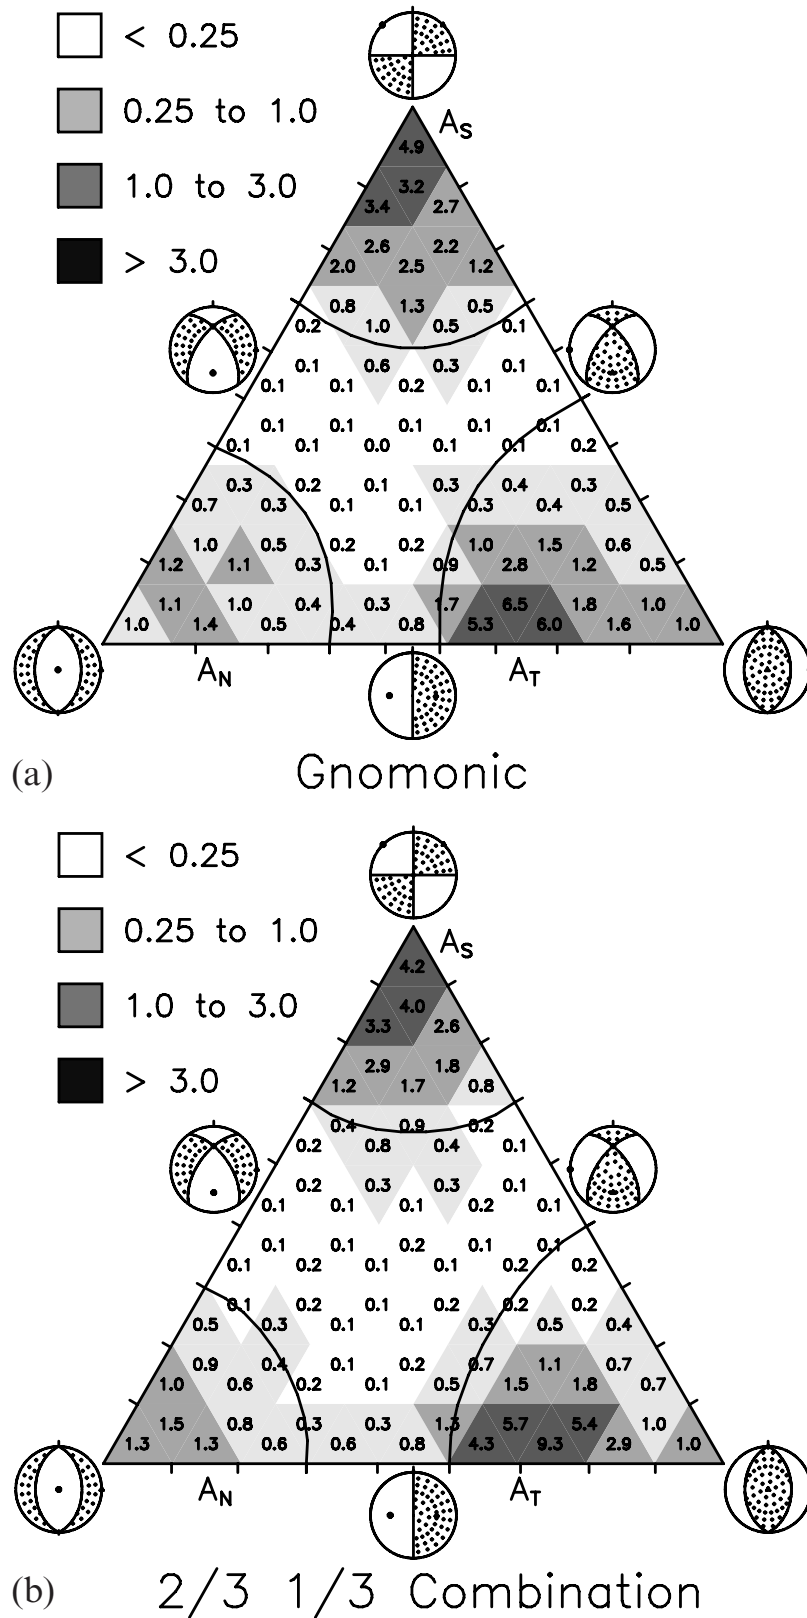 < 0.25
0.25 to 1.0
1.0 to 3.0
> 3.0
A_S
4.9
3.2
3.4 2.7
2.6 2.2
2.0 2.5 1.2
0.8 1.3 0.5
0.2 1.0 0.5 0.1
0.1 0.6 0.3 0.1
0.1 0.1 0.2 0.1 0.1
0.1 0.1 0.1 0.1 0.1
0.1 0.1 0.0 0.1 0.1 0.2
0.3 0.2 0.1 0.3 0.4 0.3
0.7 0.3 0.1 0.1 0.3 0.4 0.5
1.0 0.5 0.2 0.2 1.0 1.5 0.6
1.2 1.1 0.3 0.1 0.9 2.8 1.2 0.5
1.1 1.0 0.4 0.3 1.7 6.5 1.8 1.0
1.0 1.4 0.5 0.4 0.8 5.3 6.0 1.6 1.0
A_N A_T
(a) Gnomonic
< 0.25
0.25 to 1.0
1.0 to 3.0
> 3.0
A_S
4.2
4.0
3.3 2.6
2.9 1.8
1.2 1.7 0.8
0.4 0.9 0.2
0.2 0.8 0.4 0.1
0.2 0.3 0.3 0.1
0.1 0.1 0.1 0.2 0.1
0.1 0.1 0.2 0.1 0.1
0.1 0.2 0.1 0.1 0.2 0.2
0.1 0.2 0.1 0.2 0.2 0.2
0.5 0.3 0.1 0.1 0.3 0.5 0.4
0.9 0.4 0.1 0.2 0.7 1.1 0.7
1.0 0.6 0.2 0.1 0.5 1.5 1.8 0.7
1.5 0.8 0.3 0.3 1.3 5.7 5.4 1.0
1.3 1.3 0.6 0.6 0.8 4.3 9.3 2.9 1.0
A_N A_T
(b) 2/3 1/3 Combination